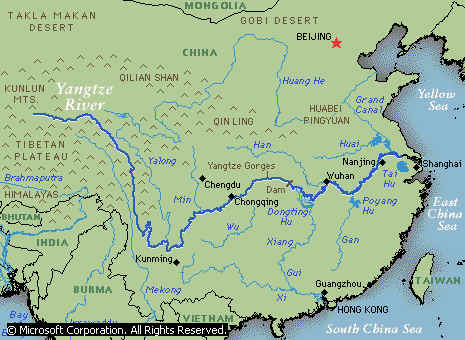 MONGOLIA
TAKLA MAKAN
DESERT
GOBI DESERT
BEIJING
CHINA
Huang He
Yellow
Sea
KUNLUN
MTS.
Yangtze
River
QILIAN SHAN
Grand
Canal
HUABEI
PINGYUAN
QIN LING
Han
Huai
TIBETAN
PLATEAU
Yalong
Yangtze Gorges
Nanjing
Shanghai
Brahmaputra
Chengdu
Dam
Wuhan
Tai
Hu
HIMALAYAS
Min
Chongqing
Dongting
Hu
Poyang
Hu
East
China
Sea
BHUTAN
Wu
Xiang
Gan
INDIA
Kunming
Gui
Mekong
Xi
Guangzhou
TAIWAN
BURMA
HONG KONG
VIETNAM
South China Sea
© Microsoft Corporation. All Rights Reserved.